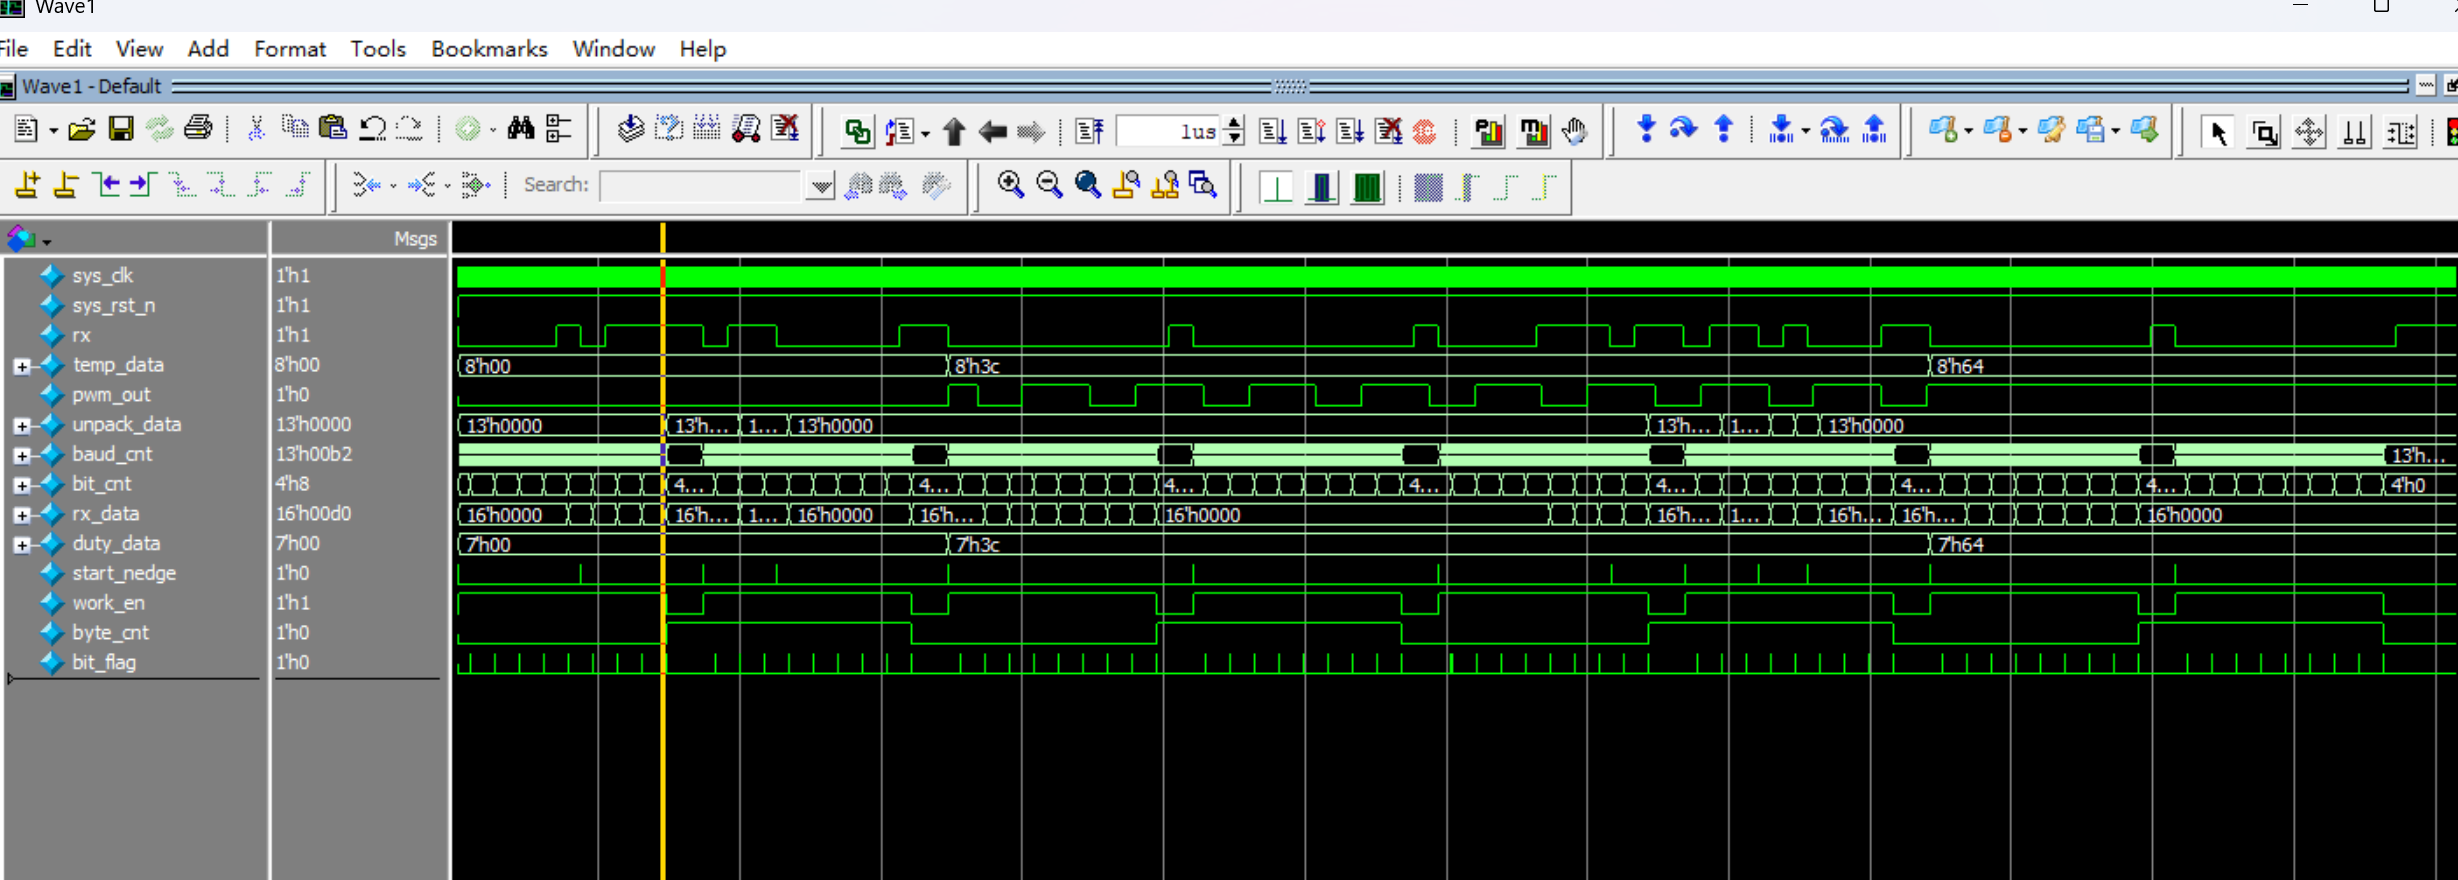 Wave1
File Edit View Add Format Tools Bookmarks Window Help
Wave1 - Default
1us
Search:
Msgs
sys_clk 1'h1
sys_rst_n 1'h1
rx 1'h1
temp_data 8'h00 8'h00 8'h3c 8'h64
pwm_out 1'h0
unpack_data 13'h0000 13'h0000 13'h... 1... 13'h0000 13'h... 1... 13'h0000
baud_cnt 13'h00b2 13'h...
bit_cnt 4'h8 4... 4... 4... 4... 4... 4... 4... 4'h0
rx_data 16'h00d0 16'h0000 16'h... 1... 16'h0000 16'h... 16'h0000 16'h... 1... 16'h... 16'h... 16'h0000
duty_data 7'h00 7'h00 7'h3c 7'h64
start_nedge 1'h0
work_en 1'h1
byte_cnt 1'h0
bit_flag 1'h0